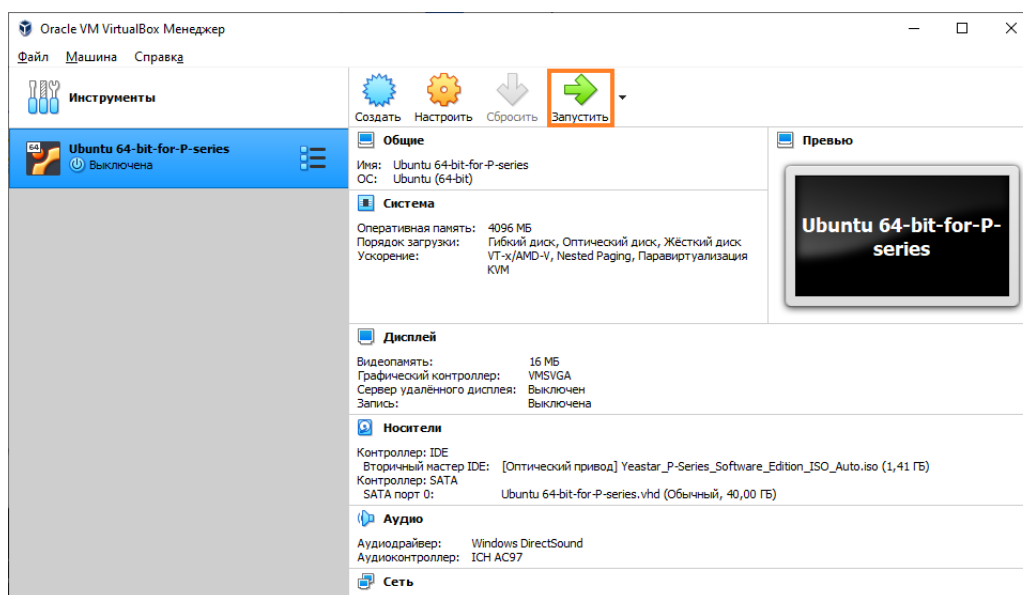 Oracle VM VirtualBox Менеджер
Файл Машина Справка
Инструменты
Создать Настроить Сбросить Запустить
64
Ubuntu 64-bit-for-P-series
Выключена
Общие
Имя: Ubuntu 64-bit-for-P-series
ОС: Ubuntu (64-bit)
Превью
Ubuntu 64-bit-for-P-
series
Система
Оперативная память: 4096 МБ
Порядок загрузки: Гибкий диск, Оптический диск, Жёсткий диск
Ускорение: VT-x/AMD-V, Nested Paging, Паравиртуализация
KVM
Дисплей
Видеопамять: 16 МБ
Графический контроллер: VMSVGA
Сервер удалённого дисплея: Выключен
Запись: Выключена
Носители
Контроллер: IDE
Вторичный мастер IDE: [Оптический привод] Yeastar_P-Series_Software_Edition_ISO_Auto.iso (1,41 ГБ)
Контроллер: SATA
SATA порт 0: Ubuntu 64-bit-for-P-series.vhd (Обычный, 40,00 ГБ)
Аудио
Аудиодрайвер: Windows DirectSound
Аудиоконтроллер: ICH AC97
Сеть